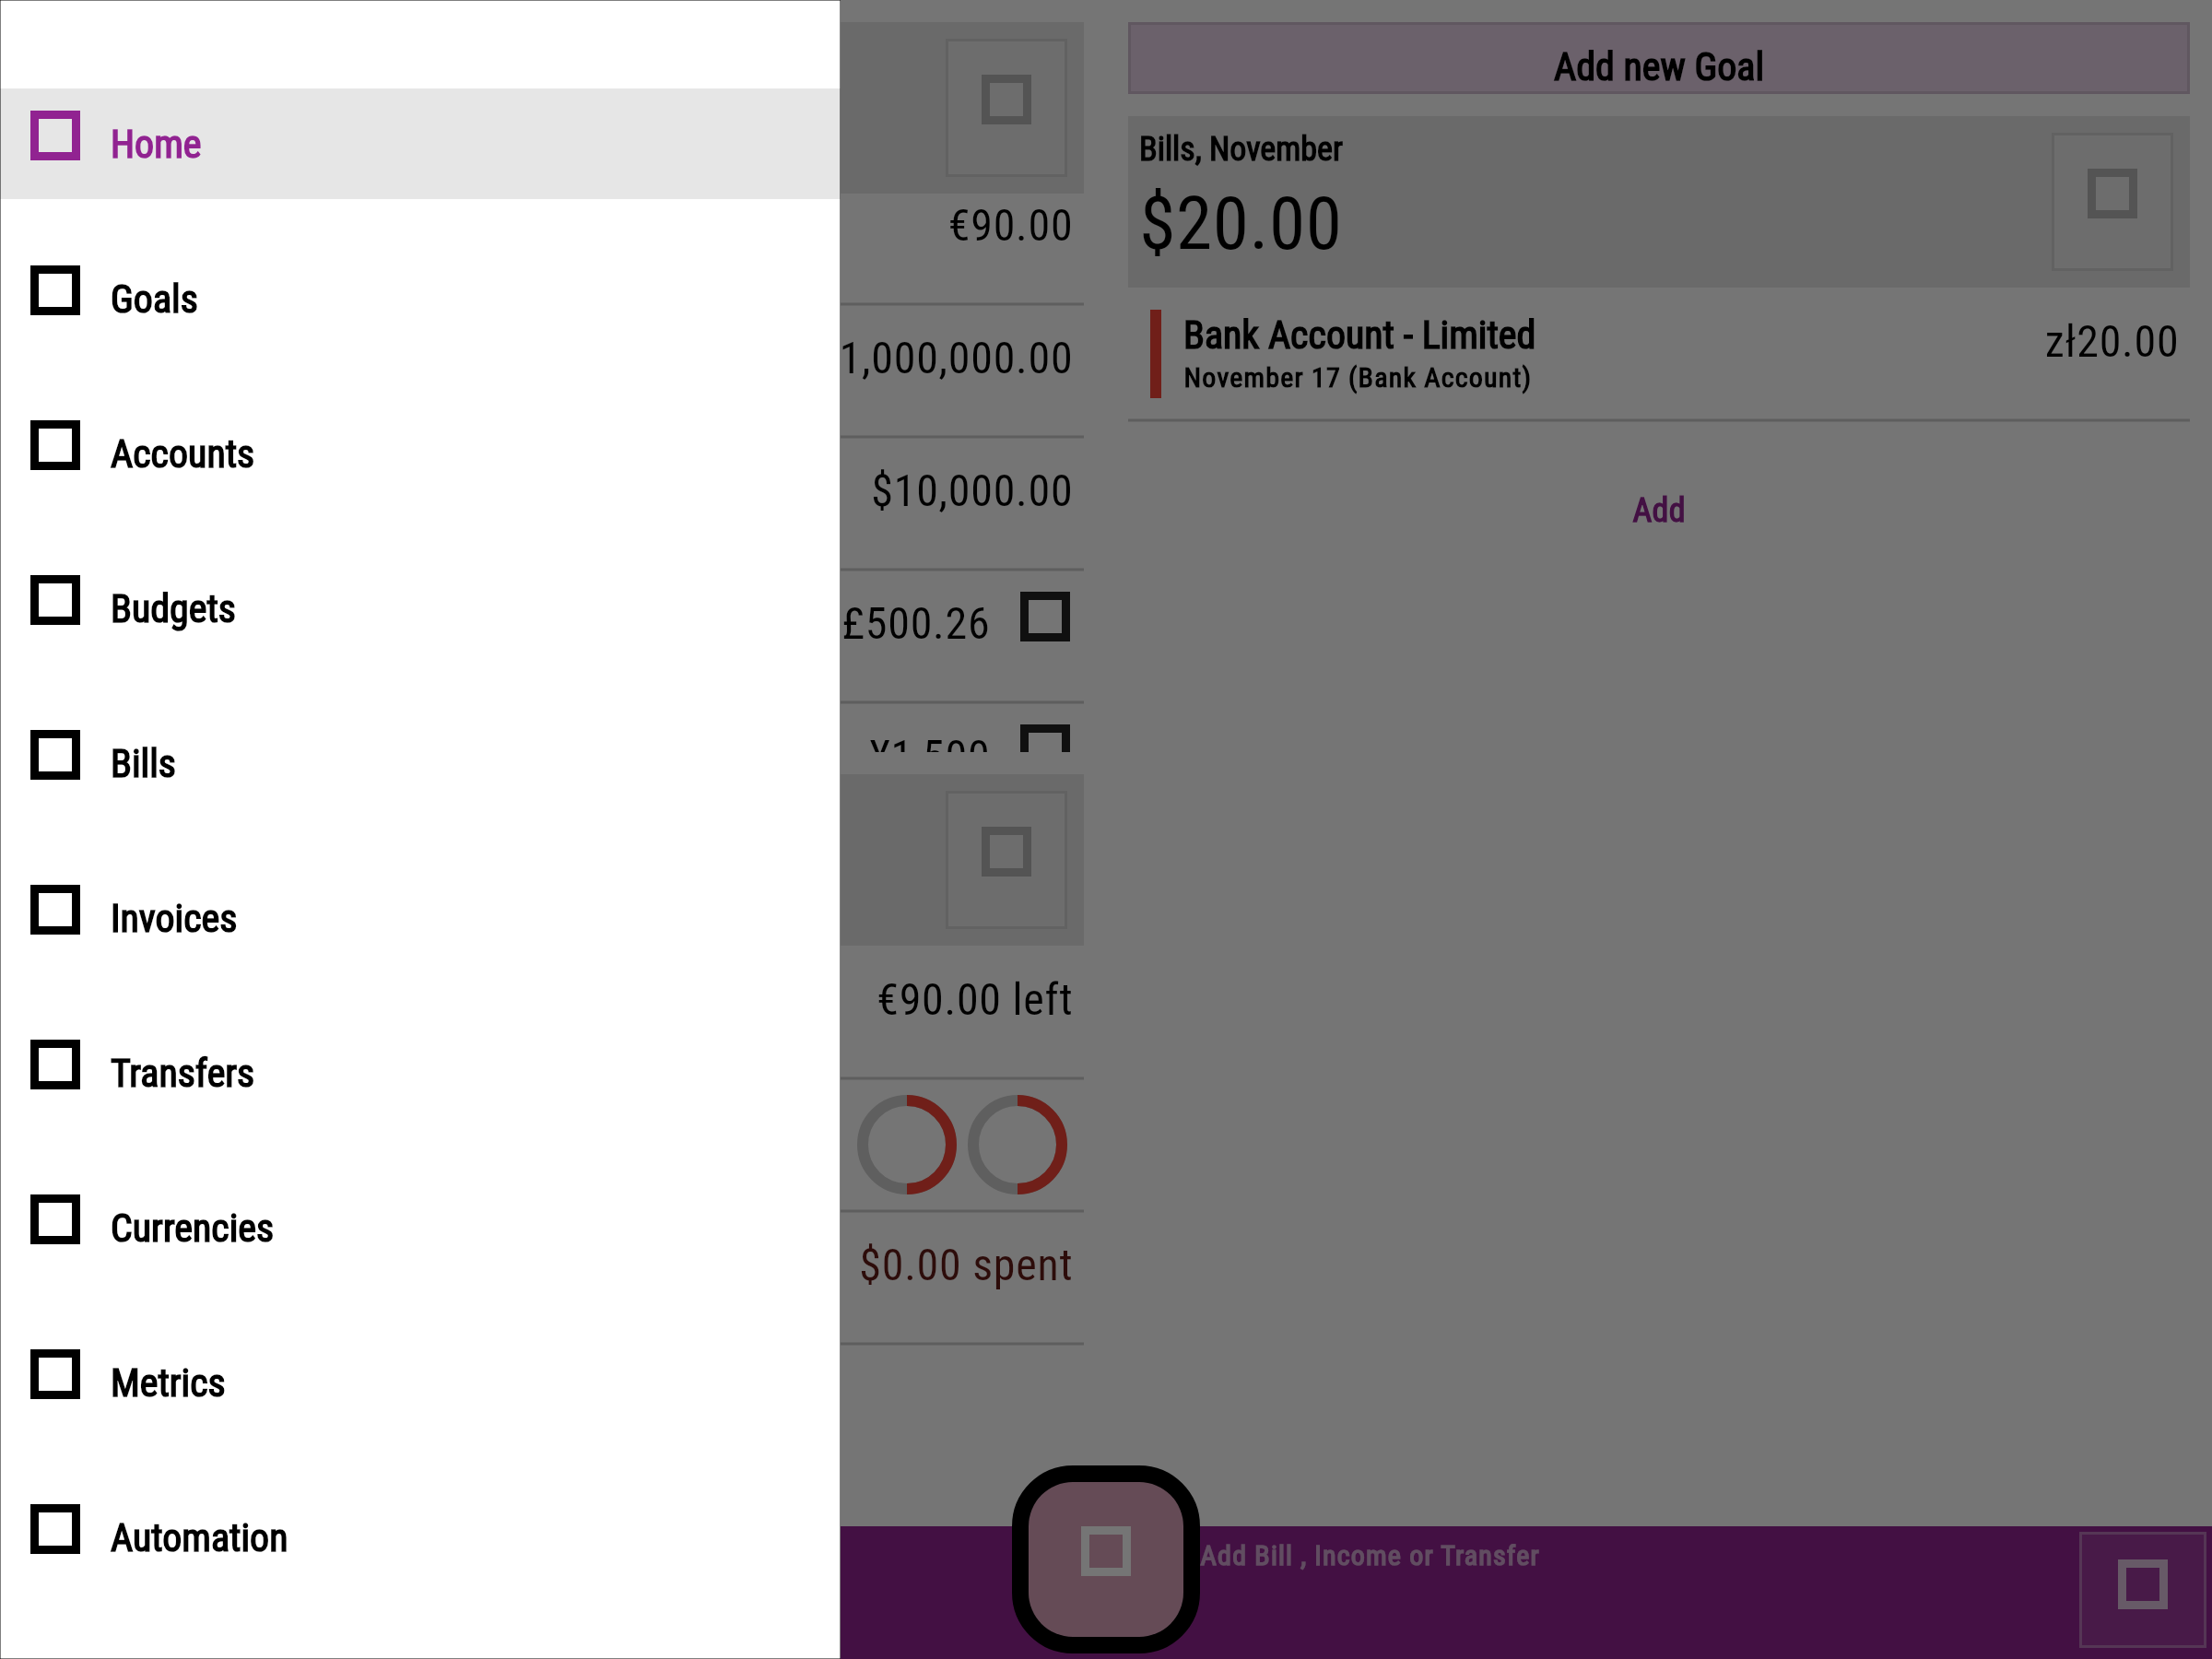 Home
Goals
Accounts
Budgets
Bills
Invoices
Transfers
Currencies
Metrics
Automation
€90.00
1,000,000.00
$10,000.00
£500.26
€90.00 left
$0.00 spent
Add new Goal
Bills, November
$20.00
Bank Account - Limited
zł20.00
November 17 (Bank Account)
Add
Add Bill , Income or Transfer